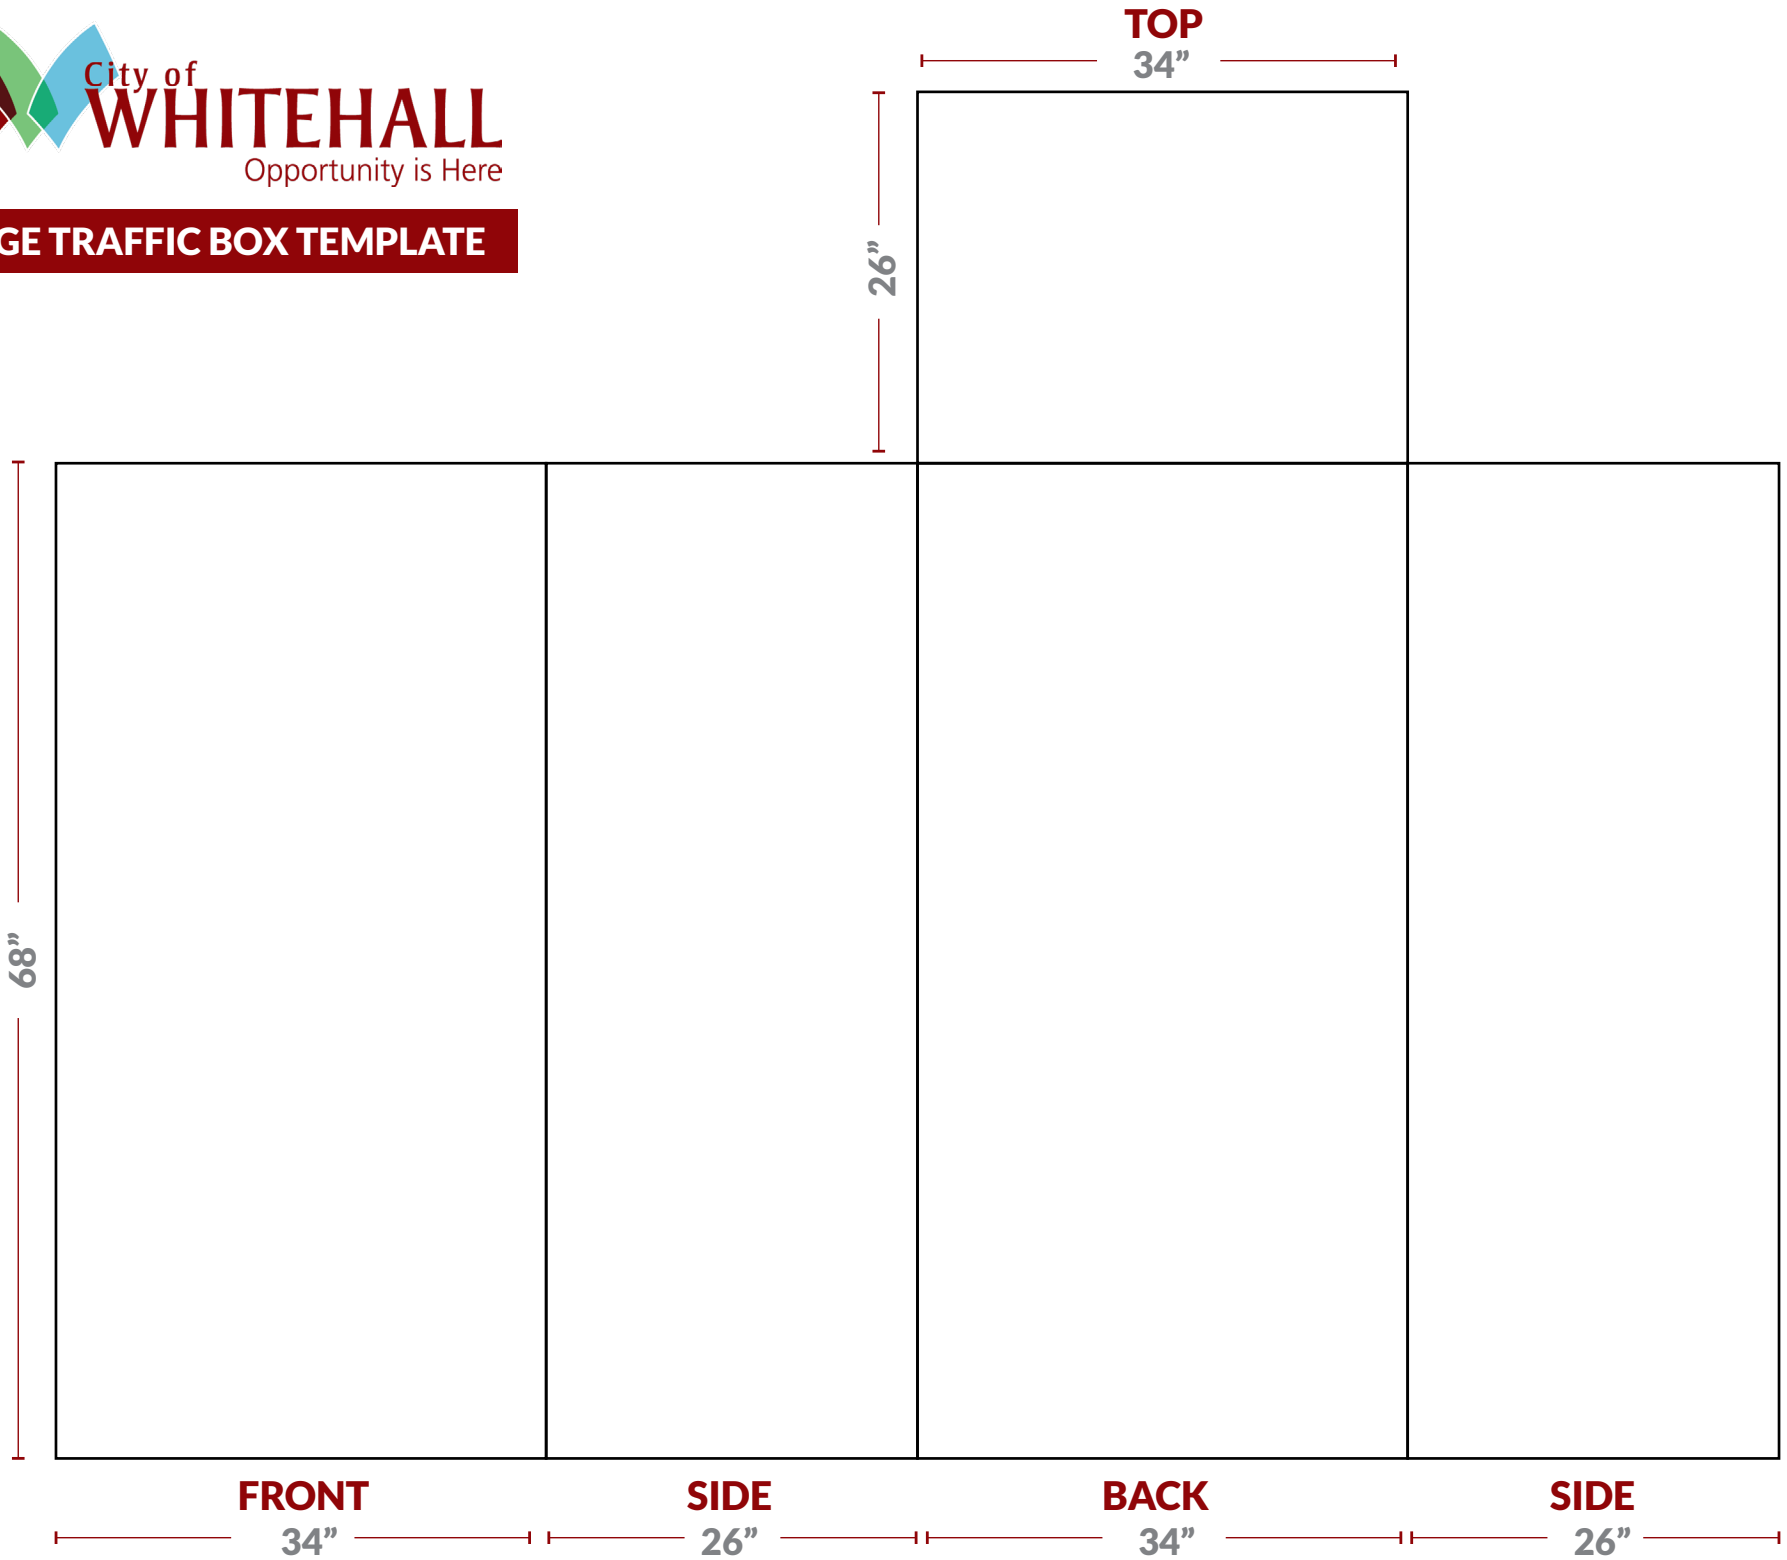 City of
WHITEHALL
Opportunity is Here
GE TRAFFIC BOX TEMPLATE
TOP
34”
26”
68”
FRONT
SIDE
BACK
SIDE
34”
26”
34”
26”